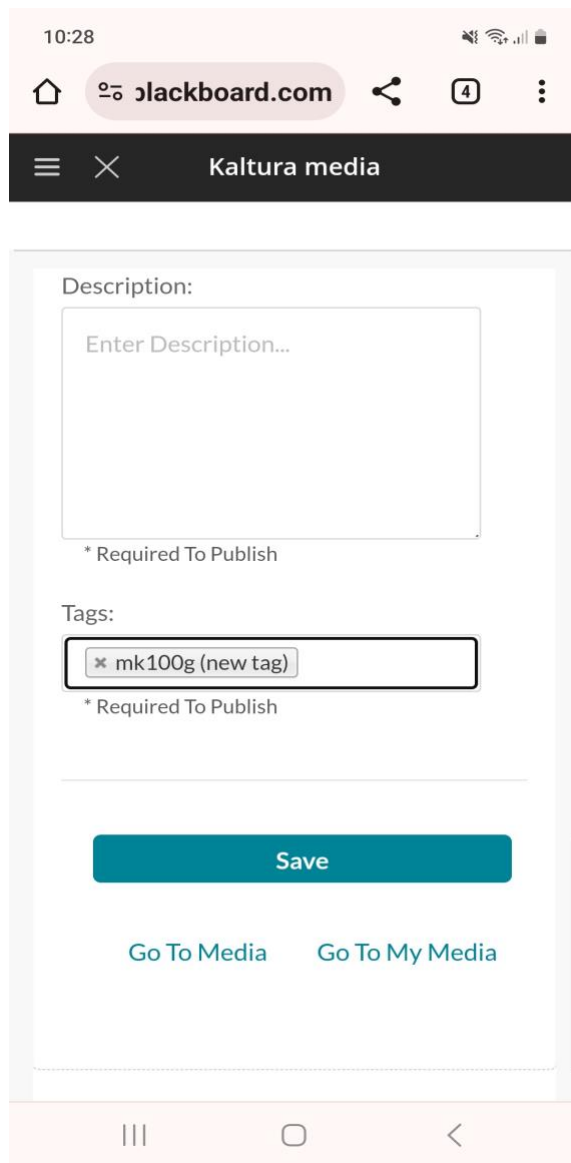 10:28
blackboard.com
4
Kaltura media
Description:
Enter Description...
* Required To Publish
Tags:
× mk100g (new tag)
* Required To Publish
Save
Go To Media Go To My Media